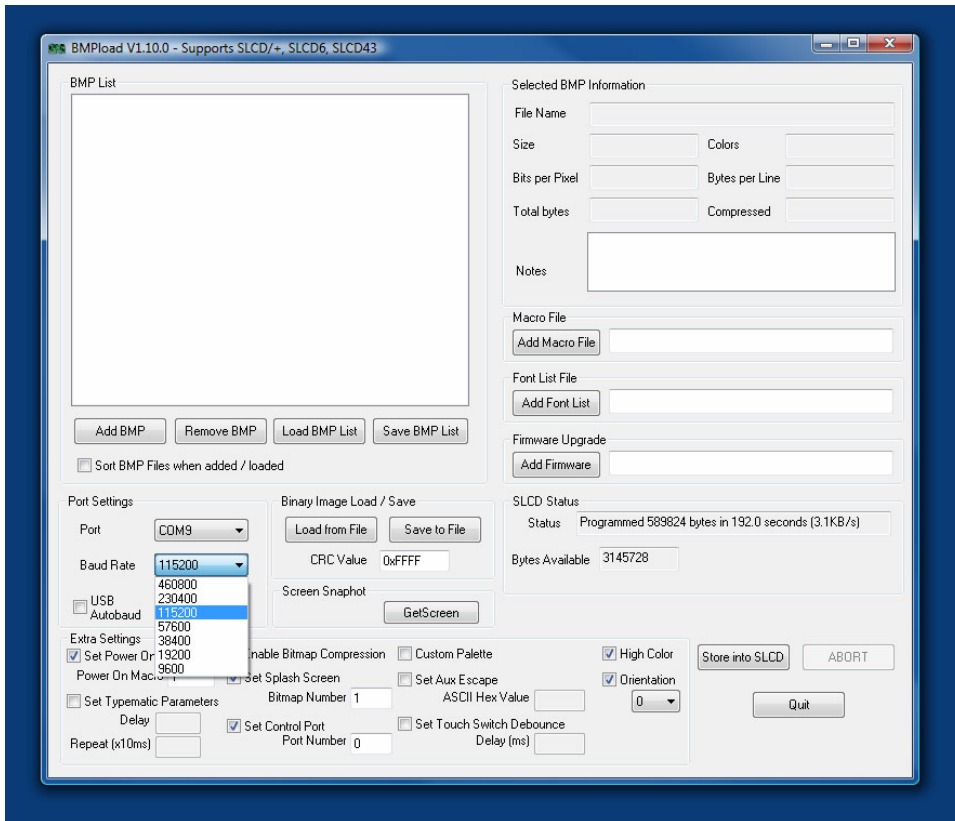 BMPload V1.10.0 - Supports SLCD/+, SLCD6, SLCD43
BMP List
Add BMP
Remove BMP
Load BMP List
Save BMP List
Sort BMP Files when added / loaded
Selected BMP Information
File Name
Size
Colors
Bits per Pixel
Bytes per Line
Total bytes
Compressed
Notes
Macro File
Add Macro File
Font List File
Add Font List
Firmware Upgrade
Add Firmware
Port Settings
Port
COM9
Baud Rate
115200
460800
230400
115200
57600
38400
19200
9600
USB
Autobaud
Binary Image Load / Save
Load from File
Save to File
CRC Value
0xFFFF
Screen Snaphot
GetScreen
SLCD Status
Status
Programmed 589824 bytes in 192.0 seconds (3.1KB/s)
Bytes Available
3145728
Extra Settings
Set Power
Power On
Set Typematic Parameters
Delay
Repeat (x10ms)
Bitmap Compression
Set Splash Screen
Bitmap Number
1
Set Control Port
Port Number
0
Custom Palette
Set Aux Escape
ASCII Hex Value
Set Touch Switch Debounce
Delay (ms)
High Color
Orientation
0
Store into SLCD
ABORT
Quit